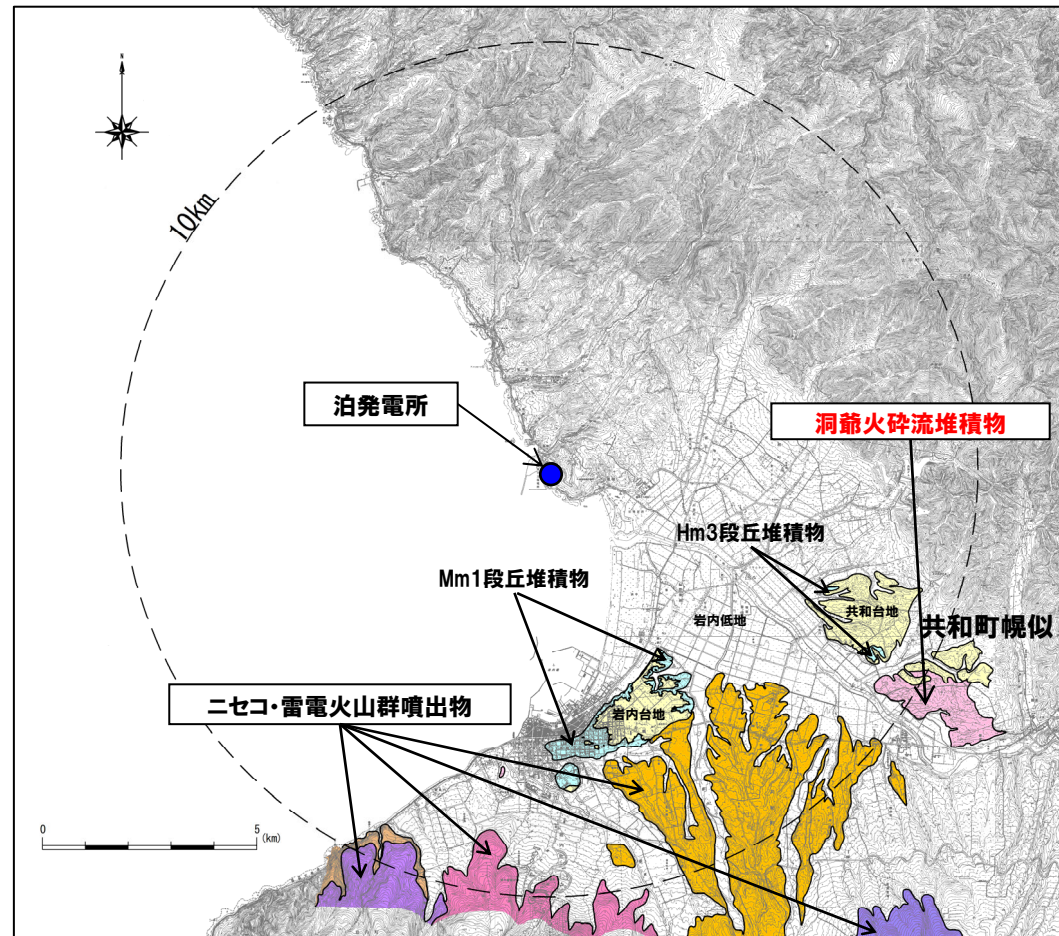 N
10km
泊発電所
洞爺火砕流堆積物
Hm3段丘堆積物
Mm1段丘堆積物
共和台地
岩内低地
共和町幌似
ニセコ・雷電火山群噴出物
岩内台地
0
5
(km)